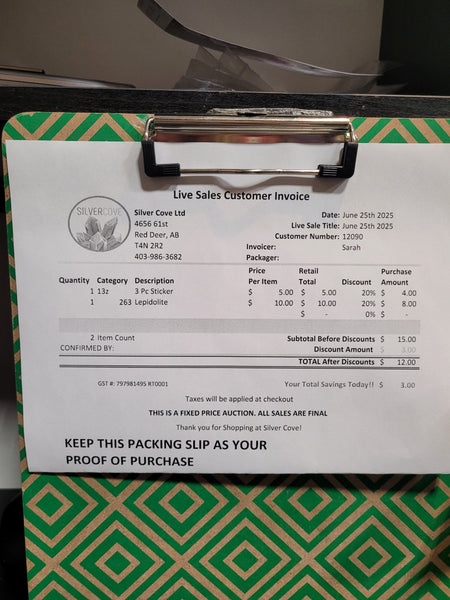 Live Sales Customer Invoice
SILVERCOVE
Silver Cove Ltd
4656 61st
Red Deer, AB
T4N 2R2
403-986-3682
Date: June 25th 2025
Live Sale Title: June 25th 2025
Customer Number: 12090
Invoicer: Sarah
Packager:
Quantity Category Description Price Per Item Retail Total Discount Purchase Amount
1 13z 3 Pc Sticker $ 5.00 $ 5.00 20% $ 4.00
1 263 Lepidolite $ 10.00 $ 10.00 20% $ 8.00
$ - 0% $ -
2 Item Count Subtotal Before Discounts $ 15.00
CONFIRMED BY: Discount Amount $ 3.00
TOTAL After Discounts $ 12.00
GST #: 797981495 RT0001 Your Total Savings Today!! $ 3.00
Taxes will be applied at checkout
THIS IS A FIXED PRICE AUCTION. ALL SALES ARE FINAL
Thank you for Shopping at Silver Cove!
KEEP THIS PACKING SLIP AS YOUR
PROOF OF PURCHASE